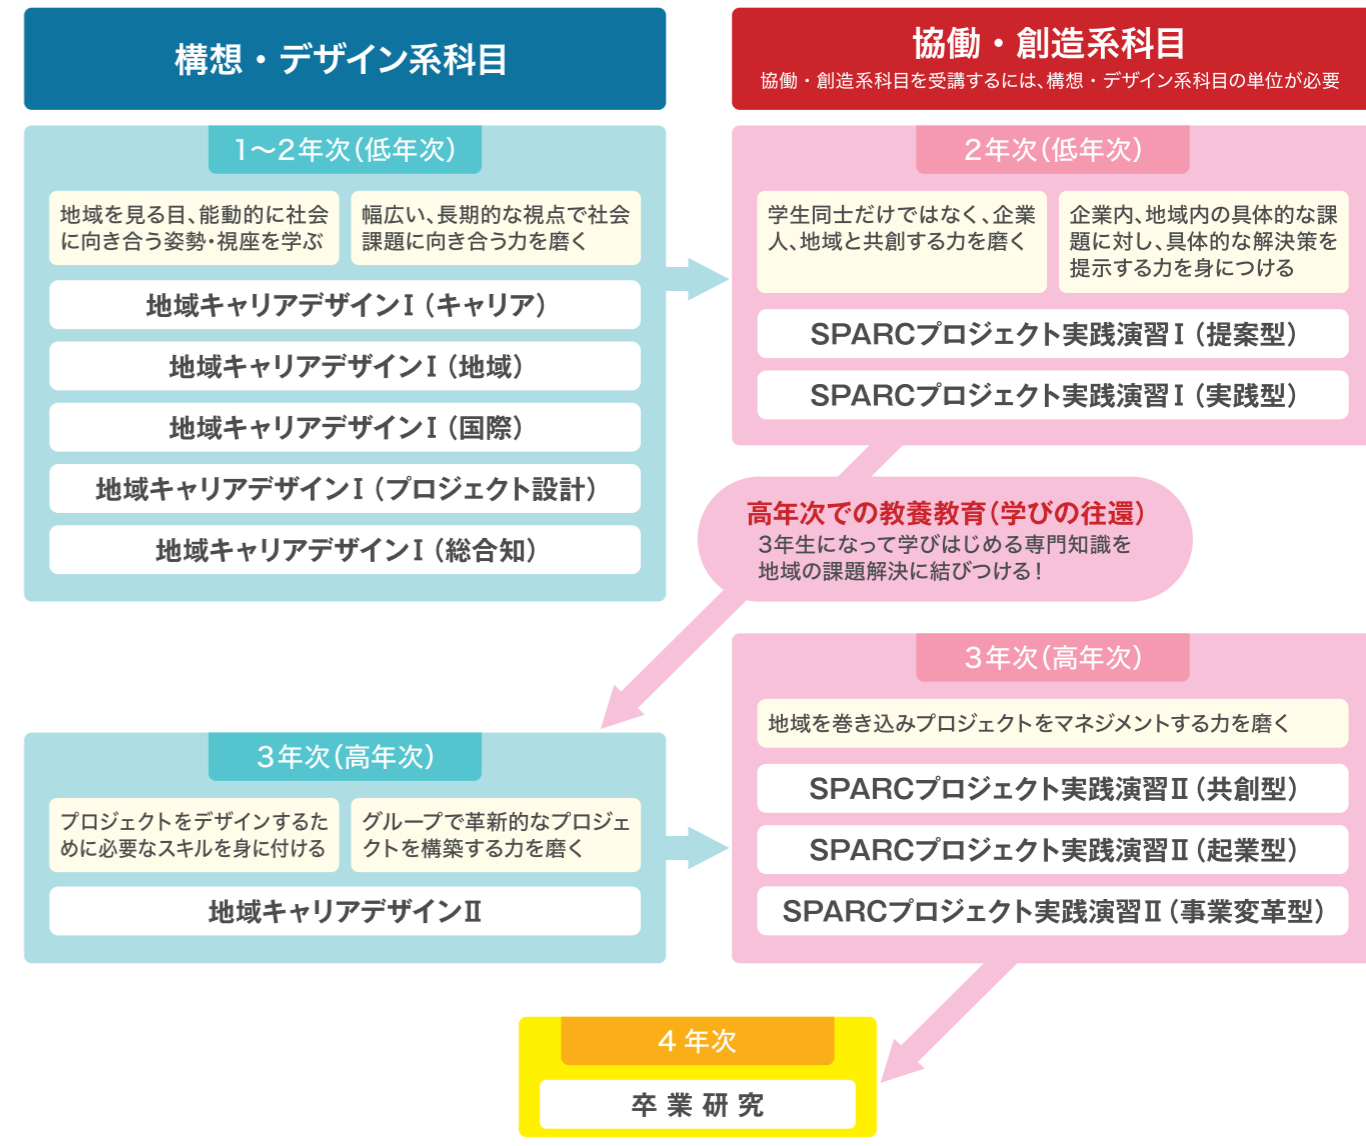 構想・デザイン系科目
1〜2年次(低年次)
地域を見る目、能動的に社会
に向き合う姿勢・視座を学ぶ
幅広い、長期的な視点で社会
課題に向き合う力を磨く
地域キャリアデザインⅠ(キャリア)
地域キャリアデザインⅠ(地域)
地域キャリアデザインⅠ(国際)
地域キャリアデザインⅠ(プロジェクト設計)
地域キャリアデザインⅠ(総合知)
協働・創造系科目
協働・創造系科目を受講するには、構想・デザイン系科目の単位が必要
2年次(低年次)
学生同士だけではなく、企業
人、地域と共創する力を磨く
企業内、地域内の具体的な課
題に対し、具体的な解決策を
提示する力を身につける
SPARCプロジェクト実践演習Ⅰ(提案型)
SPARCプロジェクト実践演習Ⅰ(実践型)
高年次での教養教育(学びの往還)
3年生になって学びはじめる専門知識を
地域の課題解決に結びつける!
3年次(高年次)
プロジェクトをデザインするた
めに必要なスキルを身に付ける
グループで革新的なプロジェ
クトを構築する力を磨く
地域キャリアデザインⅡ
3年次(高年次)
地域を巻き込みプロジェクトをマネジメントする力を磨く
SPARCプロジェクト実践演習Ⅱ(共創型)
SPARCプロジェクト実践演習Ⅱ(起業型)
SPARCプロジェクト実践演習Ⅱ(事業変革型)
4年次
卒業研究